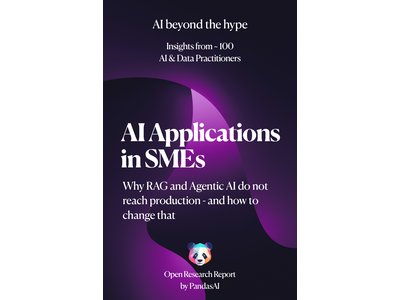 AI beyond the hype
Insights from ~ 100
AI & Data Practitioners
AI Applications
in SMEs
Why RAG and Agentic AI do not
reach production - and how to
change that
Open Research Report
by PandasAI